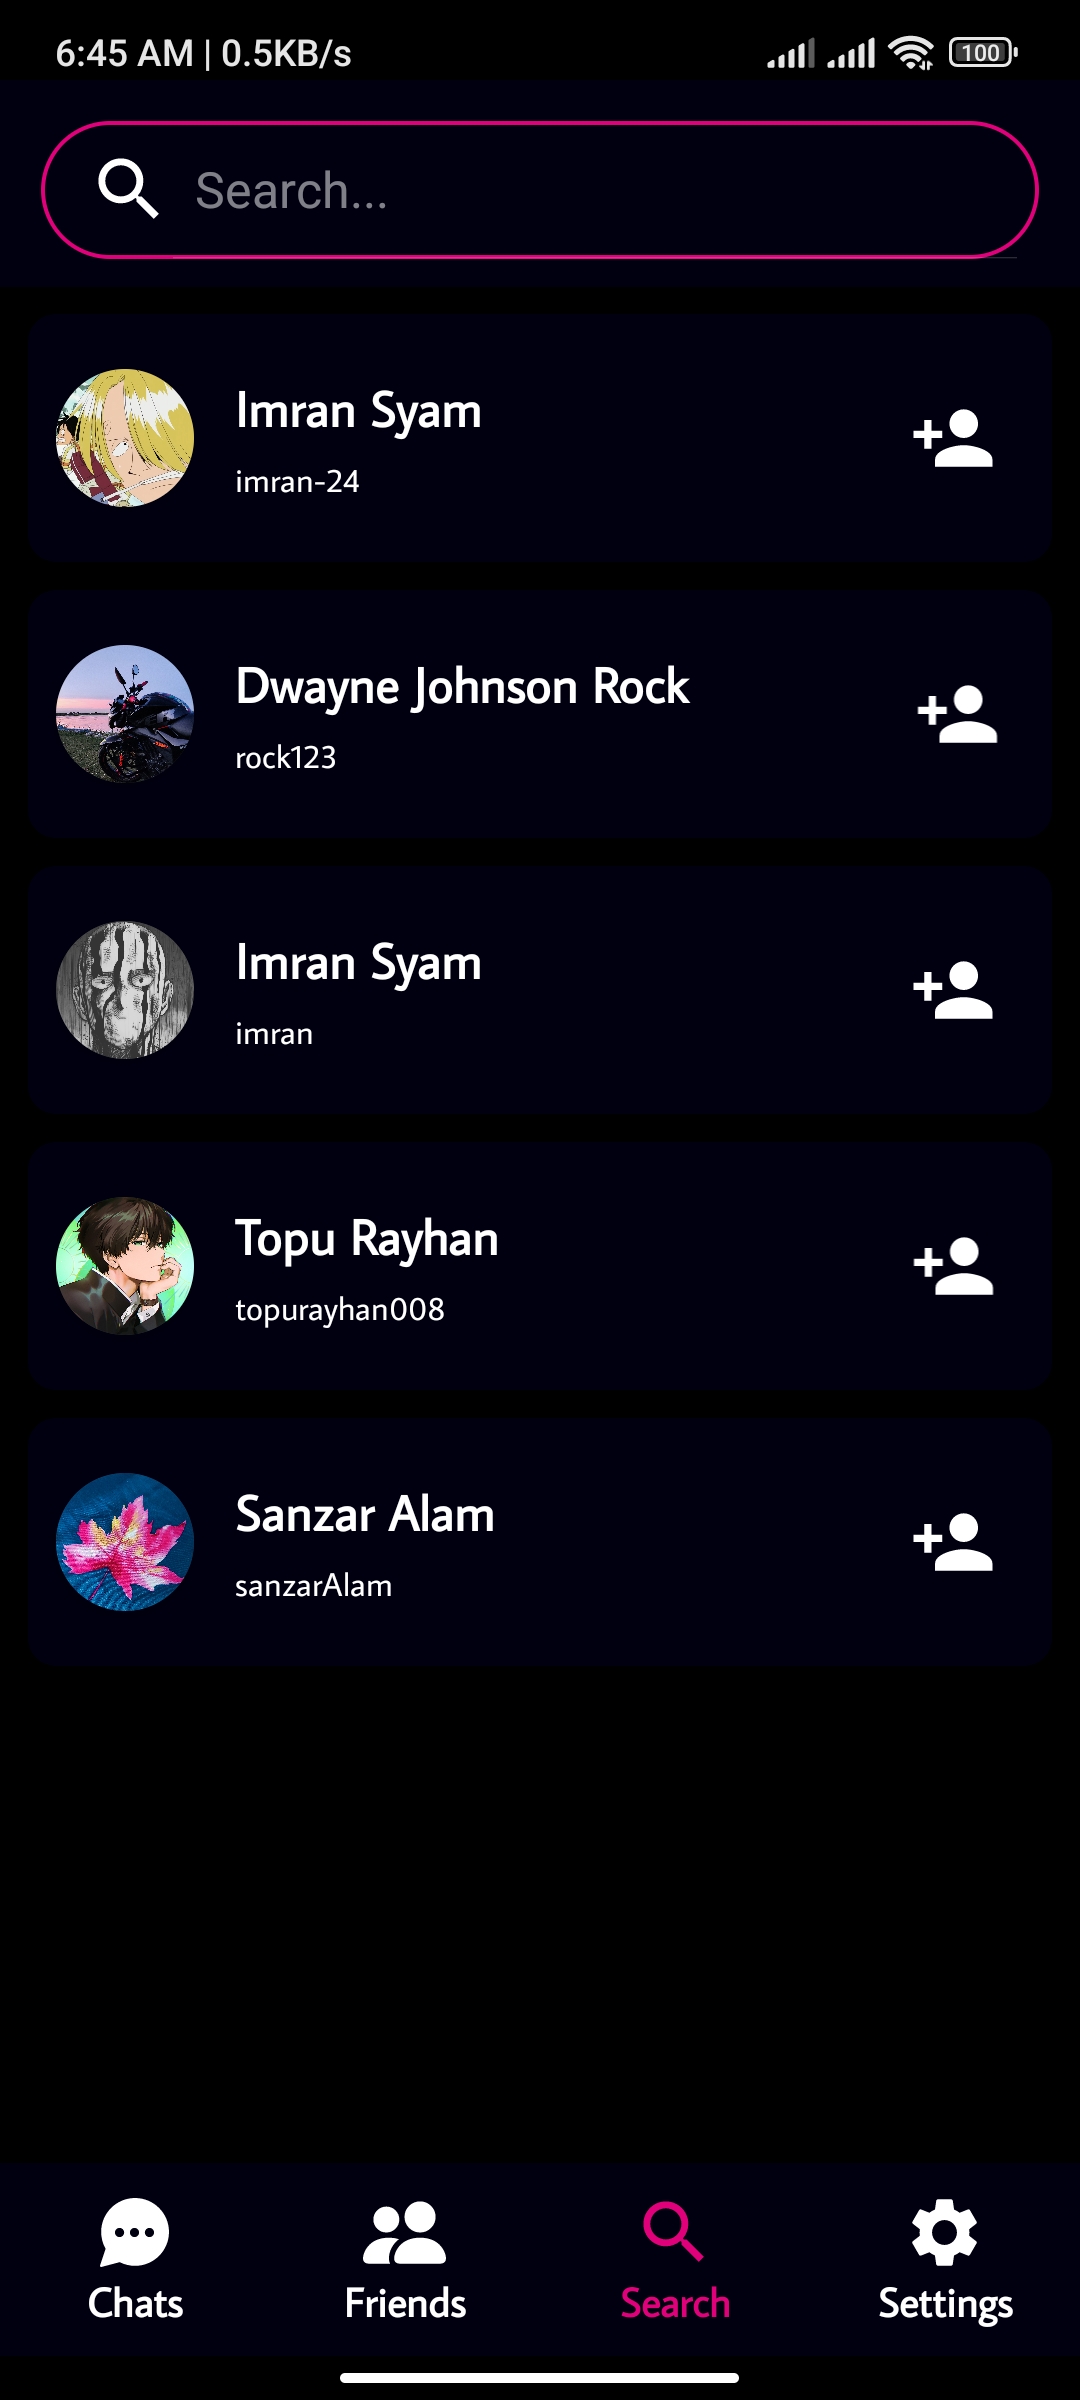 6:45 AM | 0.5KB/s 100
Search...
Imran Syam
imran-24
Dwayne Johnson Rock
rock123
Imran Syam
imran
Topu Rayhan
topurayhan008
Sanzar Alam
sanzarAlam
Chats Friends Search Settings